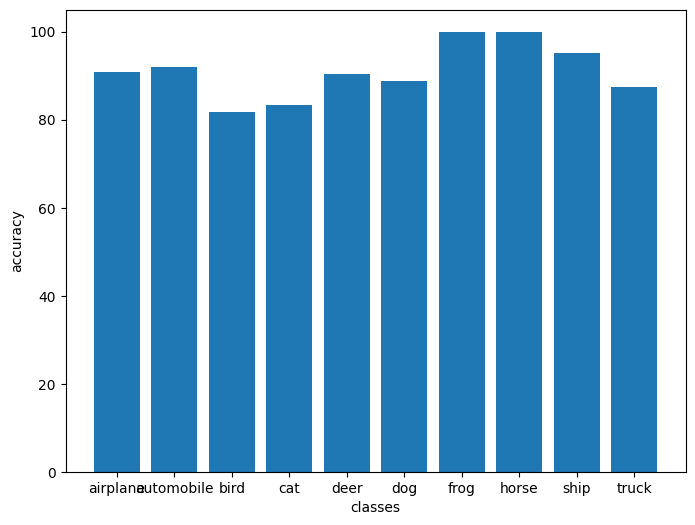 accuracy
100
80
60
40
20
0
airplane automobile bird cat deer dog frog horse ship truck
classes